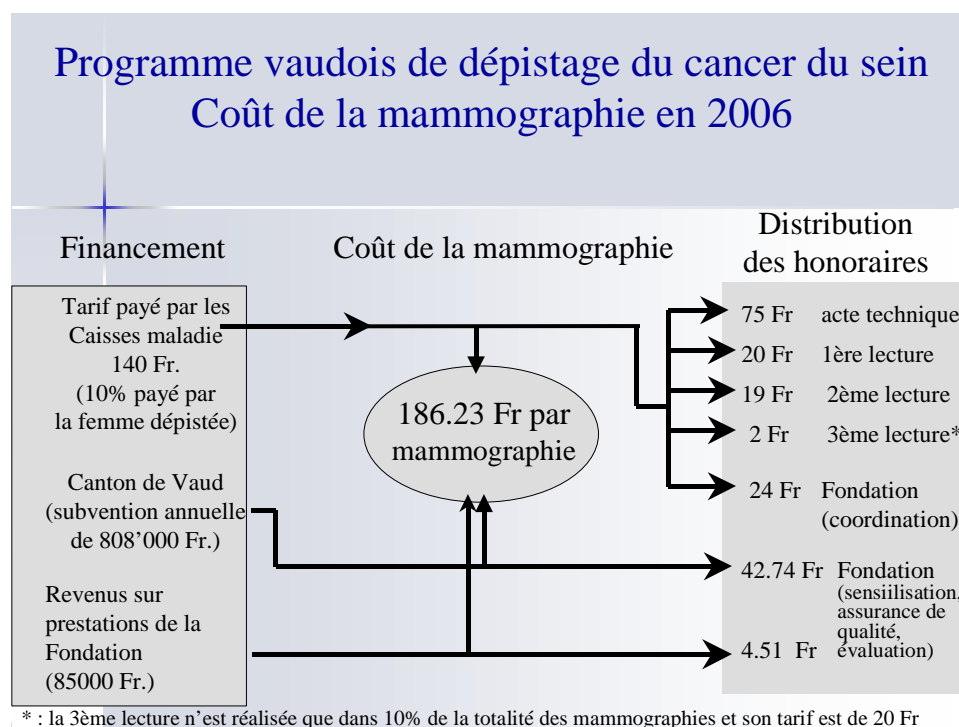 Programme vaudois de dépistage du cancer du sein
Coût de la mammographie en 2006
Financement
Coût de la mammographie
Distribution
des honoraires
Tarif payé par les
Caisses maladie
140 Fr.
(10% payé par
la femme dépistée)
Canton de Vaud
(subvention annuelle
de 808’000 Fr.)
Revenus sur
prestations de la
Fondation
(85000 Fr.)
186.23 Fr par
mammographie
75 Fr acte technique
20 Fr 1ère lecture
19 Fr 2ème lecture
2 Fr 3ème lecture*
24 Fr Fondation
(coordination)
42.74 Fr Fondation
(sensiilisation,
assurance de
qualité,
4.51 Fr évaluation)
* : la 3ème lecture n’est réalisée que dans 10% de la totalité des mammographies et son tarif est de 20 Fr